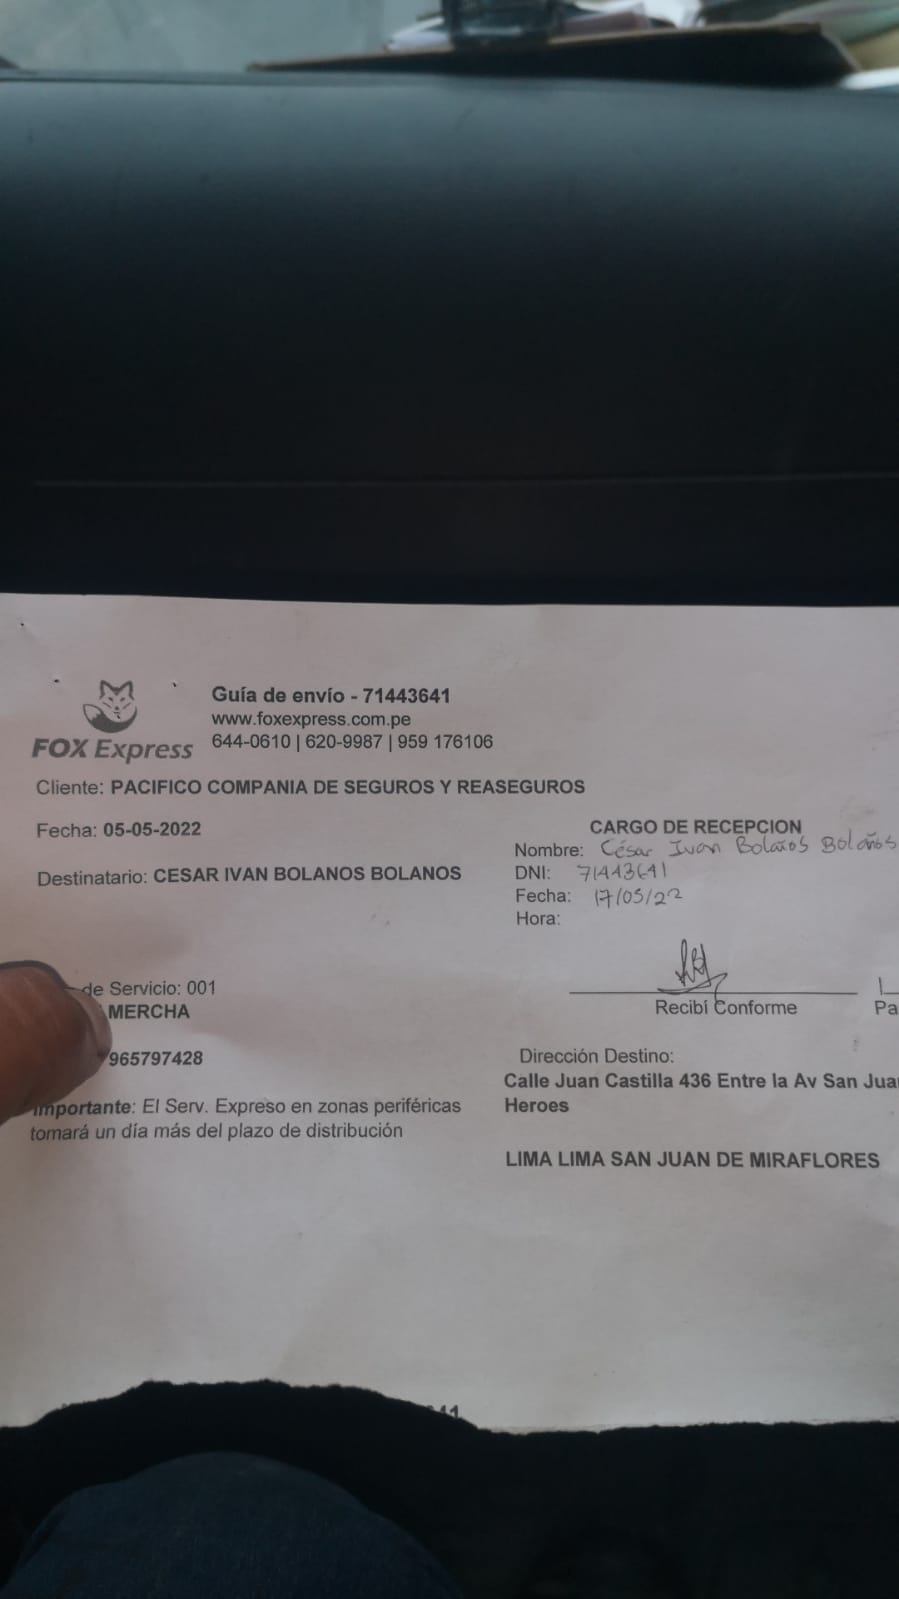 Guía de envío - 71443641
www.foxexpress.com.pe
644-0610 | 620-9987 | 959 176106
FOX Express
Cliente: PACIFICO COMPANIA DE SEGUROS Y REASEGUROS
Fecha: 05-05-2022
Destinatario: CESAR IVAN BOLANOS BOLANOS
CARGO DE RECEPCION
Nombre: César Ivan Bolaños Bolaños
DNI: 71443641
Fecha: 17/05/22
Hora:
de Servicio: 001
MERCHA
965797428
Importante: El Serv. Expreso en zonas periféricas
tomará un día más del plazo de distribución
Recibí Conforme
Pa
Dirección Destino:
Calle Juan Castilla 436 Entre la Av San Jua
Heroes
LIMA LIMA SAN JUAN DE MIRAFLORES